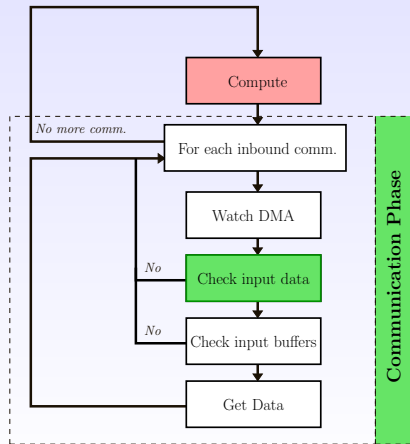 Compute
No more comm.
For each inbound comm.
Watch DMA
No
Check input data
No
Check input buffers
Get Data
Communication Phase